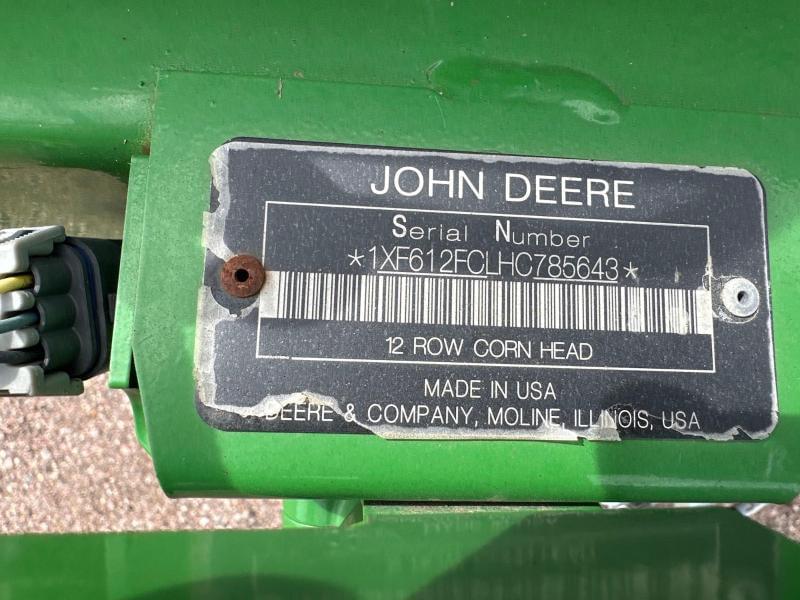 JOHN DEERE
Serial Number
*1XF612FCLHC785643*
12 ROW CORN HEAD
MADE IN USA
DEERE & COMPANY, MOLINE, ILLINOIS, USA